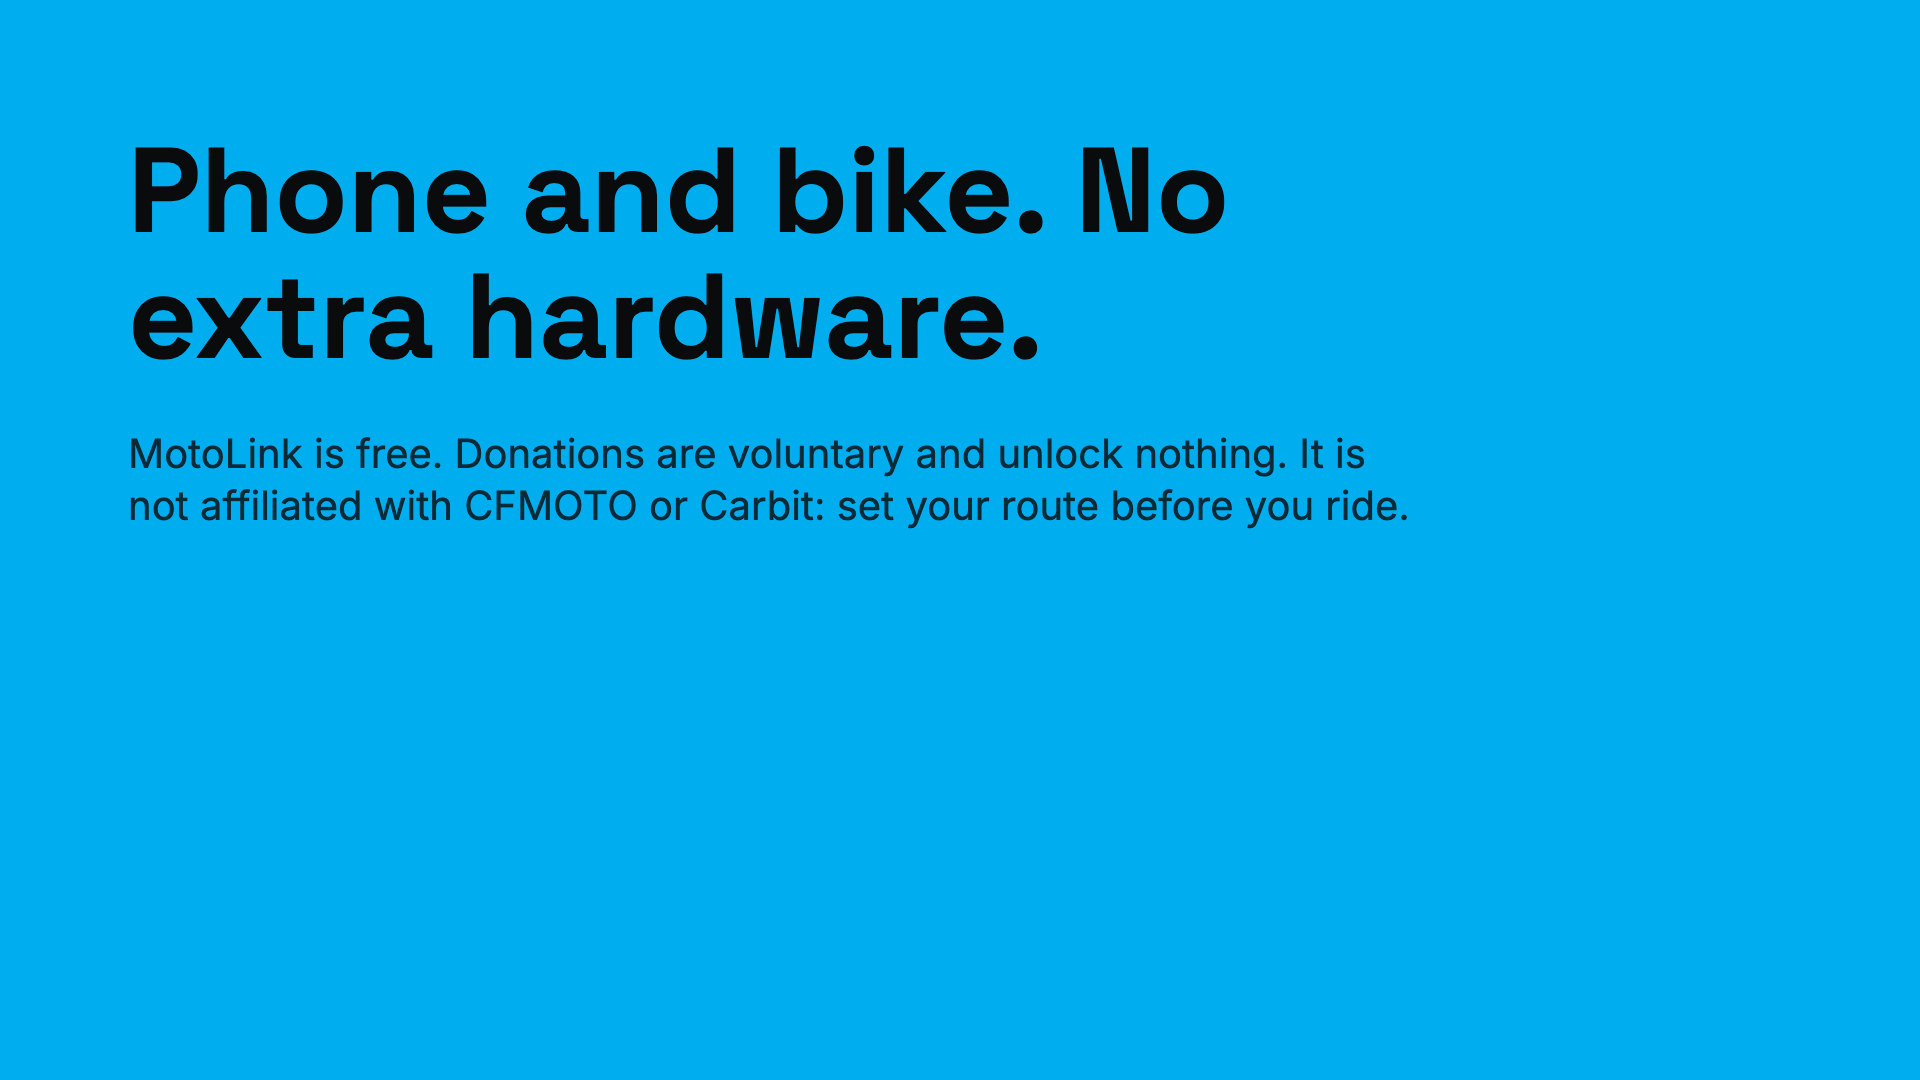 Phone and bike. No
extra hardware.
MotoLink is free. Donations are voluntary and unlock nothing. It is
not affiliated with CFMOTO or Carbit: set your route before you ride.